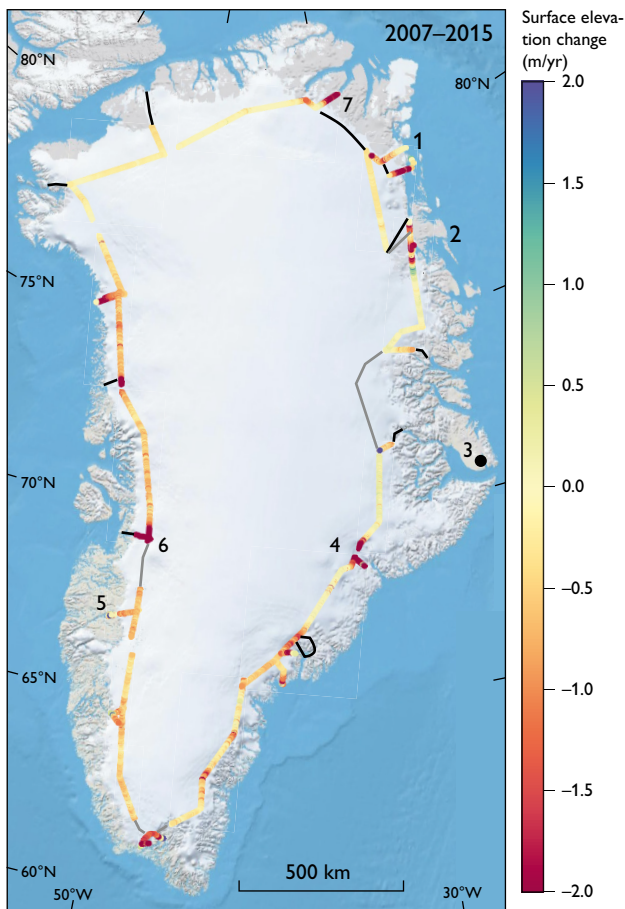 2007–2015
Surface eleva-
tion change
(m/yr)
80°N
80°N
7
1
2
75°N
70°N
3
4
6
5
65°N
60°N
500 km
50°W
30°W
2.0
1.5
1.0
0.5
0.0
–0.5
–1.0
–1.5
–2.0